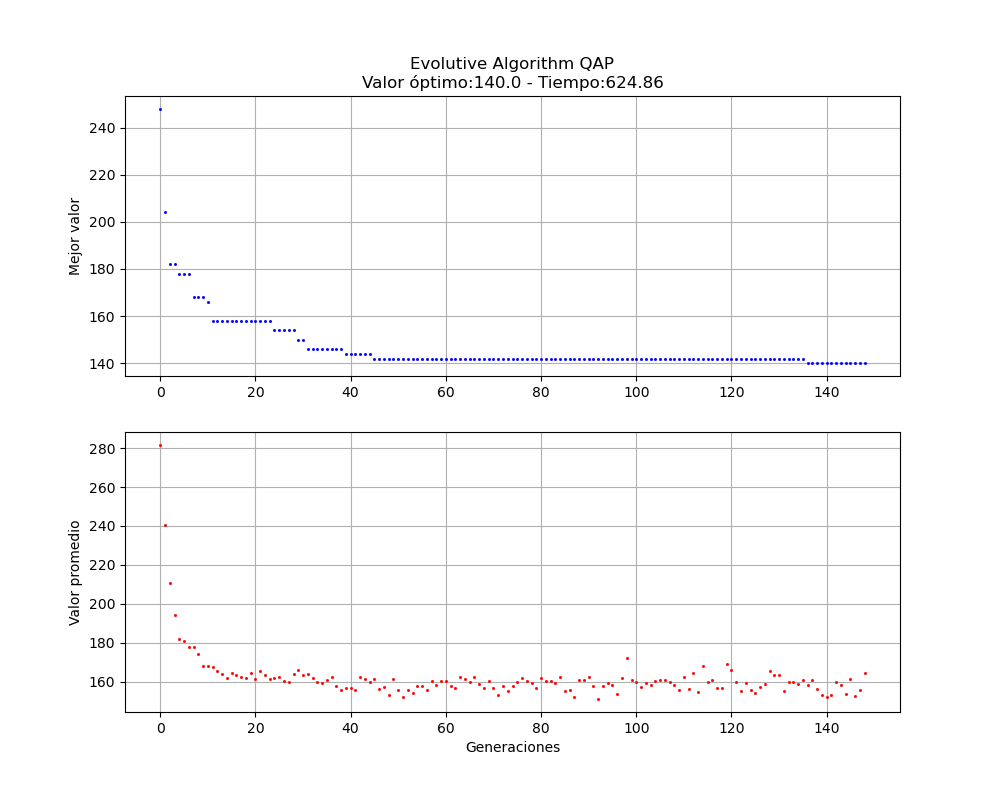 Evolutive Algorithm QAP
Valor óptimo:140.0 - Tiempo:624.86
Mejor valor
240
220
200
180
160
140
0 20 40 60 80 100 120 140
Valor promedio
280
260
240
220
200
180
160
0 20 40 60 80 100 120 140
Generaciones